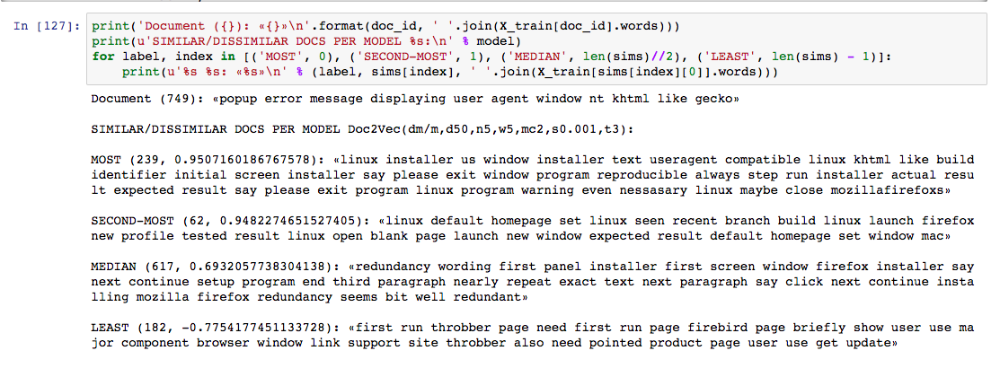 In [127]: print('Document ({}): «{}»\n'.format(doc_id, ' '.join(X_train[doc_id].words)))
print(u'SIMILAR/DISSIMILAR DOCS PER MODEL %s:\n' % model)
for label, index in [('MOST', 0), ('SECOND-MOST', 1), ('MEDIAN', len(sims)//2), ('LEAST', len(sims) - 1)]:
    print(u'%s %s: «%s»\n' % (label, sims[index], ' '.join(X_train[sims[index][0]].words)))
Document (749): «popup error message displaying user agent window nt khtml like gecko»
SIMILAR/DISSIMILAR DOCS PER MODEL Doc2Vec(dm/m,d50,n5,w5,mc2,s0.001,t3):
MOST (239, 0.9507160186767578): «linux installer us window installer text useragent compatible linux khtml like build
identifier initial screen installer say please exit window program reproducible always step run installer actual resu
lt expected result say please exit program linux program warning even nessasary linux maybe close mozillafirefoxs»
SECOND-MOST (62, 0.9482274651527405): «linux default homepage set linux seen recent branch build linux launch firefox
new profile tested result linux open blank page launch new window expected result default homepage set window mac»
MEDIAN (617, 0.6932057738304138): «redundancy wording first panel installer first screen window firefox installer say
next continue setup program end third paragraph nearly repeat exact text next paragraph say click next continue insta
lling mozilla firefox redundancy seems bit well redundant»
LEAST (182, -0.7754177451133728): «first run throbber page need first run page firebird page briefly show user use ma
jor component browser window link support site throbber also need pointed product page user use get update»